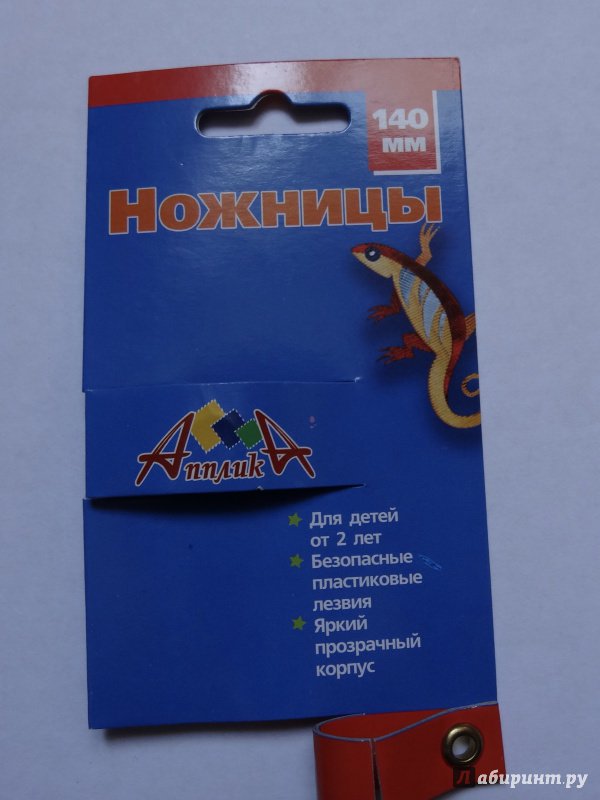 140
мм
Ножницы
АппликА
Для детей
от 2 лет
Безопасные
пластиковые
лезвия
Яркий
прозрачный
корпус
Лабиринт.ру